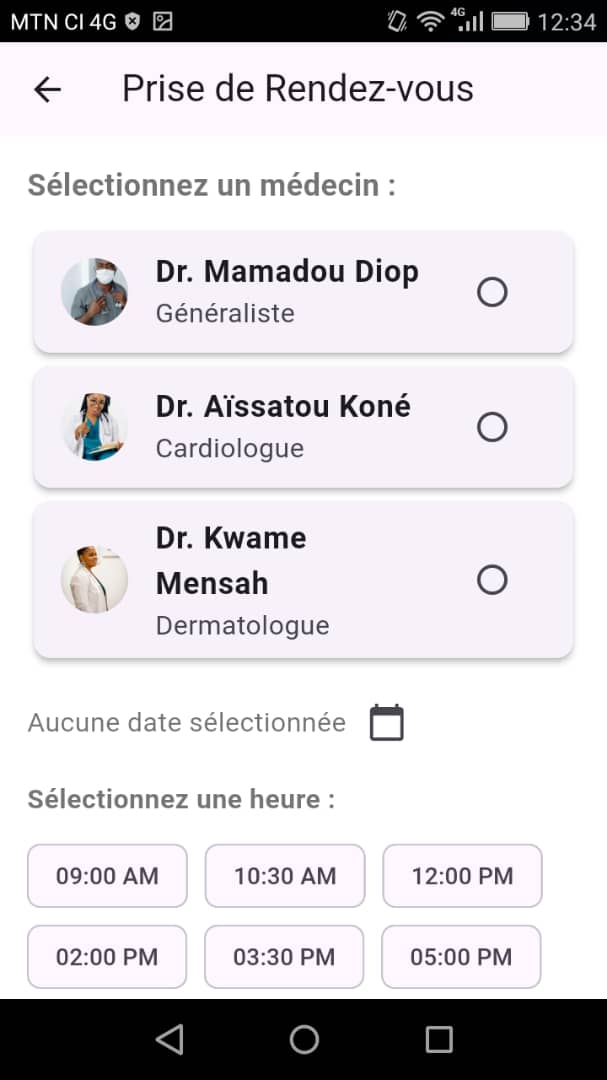 MTN CI 4G 4G 12:34
Prise de Rendez-vous
Sélectionnez un médecin :
Dr. Mamadou Diop
Généraliste
Dr. Aïssatou Koné
Cardiologue
Dr. Kwame
Mensah
Dermatologue
Aucune date sélectionnée
Sélectionnez une heure :
09:00 AM 10:30 AM 12:00 PM
02:00 PM 03:30 PM 05:00 PM